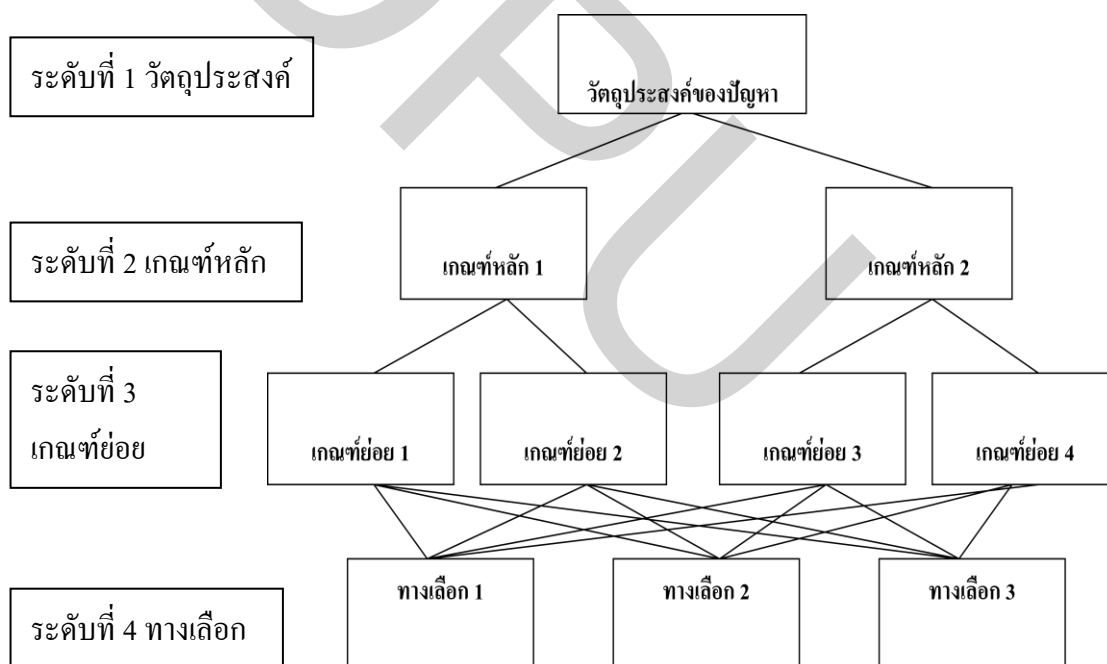 ระดับที่ 1 วัตถุประสงค์
วัตถุประสงค์ของปัญหา
ระดับที่ 2 เกณฑ์หลัก
เกณฑ์หลัก 1
เกณฑ์หลัก 2
ระดับที่ 3
เกณฑ์ย่อย
เกณฑ์ย่อย 1
เกณฑ์ย่อย 2
เกณฑ์ย่อย 3
เกณฑ์ย่อย 4
ระดับที่ 4 ทางเลือก
ทางเลือก 1
ทางเลือก 2
ทางเลือก 3
DPU